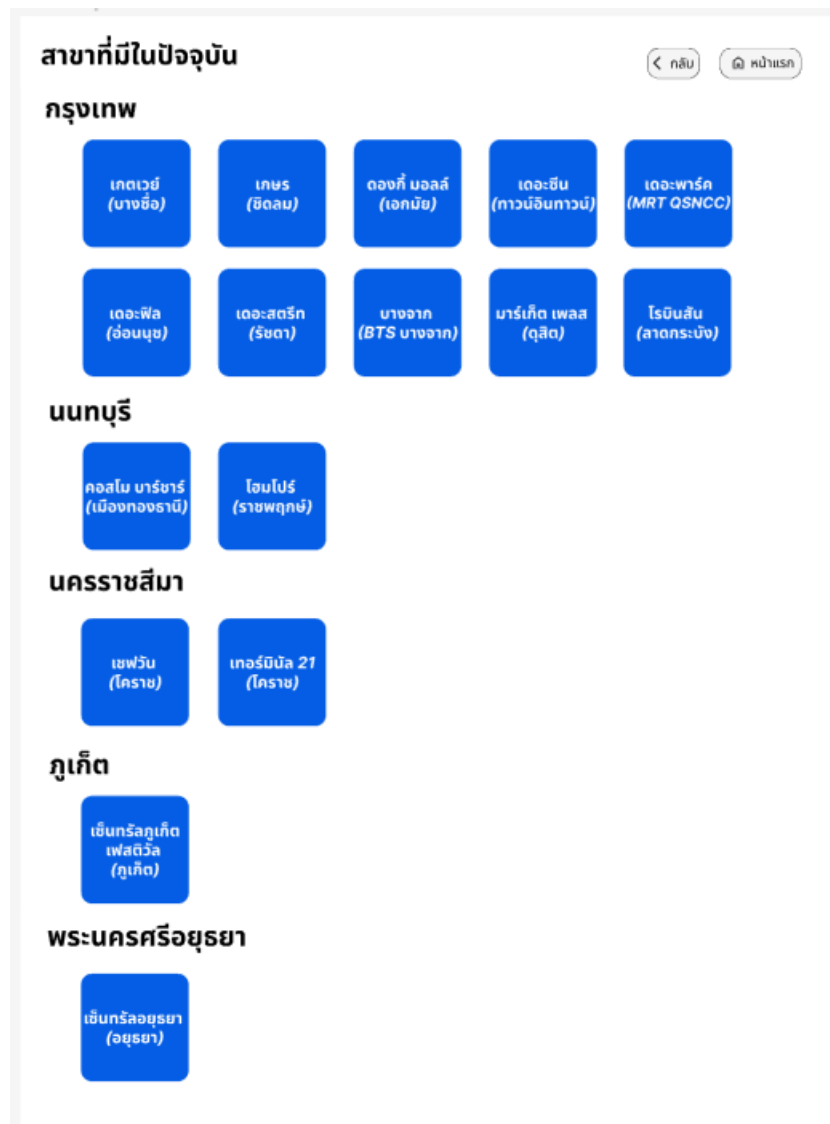 สาขาที่มีในปัจจุบัน
กลับ
หน้าแรก
กรุงเทพ
เกตเวย์
(บางซื่อ)
เกษร
(ชิดลม)
ดองกี้ มอลล์
(เอกมัย)
เดอะซีน
(ทาวน์อินทาวน์)
เดอะพาร์ค
(MRT QSNCC)
เดอะฟิล
(อ่อนนุช)
เดอะสตรีท
(รัชดา)
บางจาก
(BTS บางจาก)
มาร์เก็ต เพลส
(ดุสิต)
โรบินสัน
(ลาดกระบัง)
นนทบุรี
คอสโม บาร์ซาร์
(เมืองทองธานี)
โฮมโปร์
(ราชพฤกษ์)
นครราชสีมา
เชฟวัน
(โคราช)
เทอร์มินัล 21
(โคราช)
ภูเก็ต
เซ็นทรัลภูเก็ต
เฟสติวัล
(ภูเก็ต)
พระนครศรีอยุธยา
เซ็นทรัลอยุธยา
(อยุธยา)